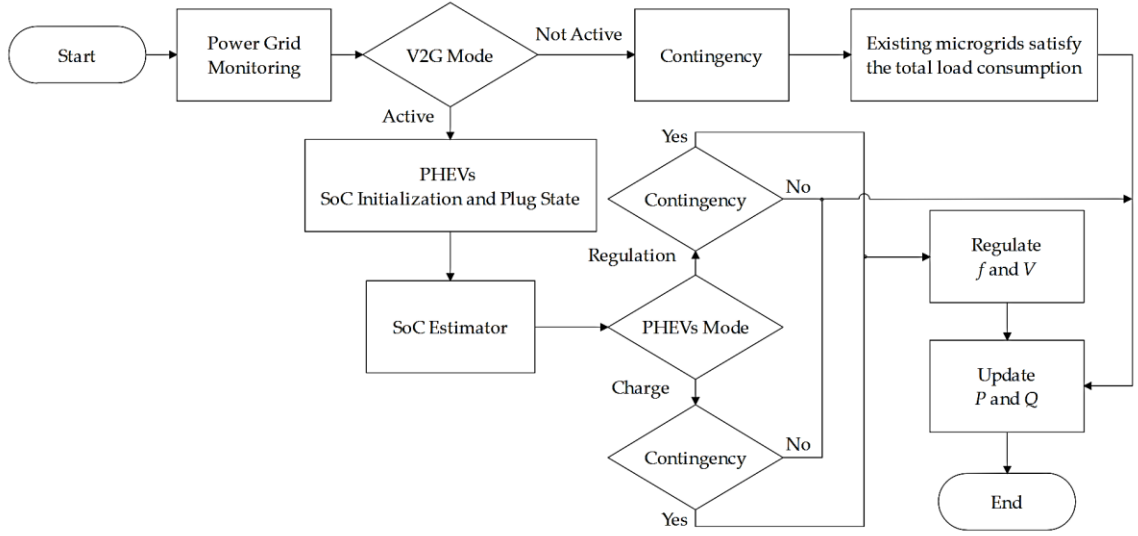 Start
Power Grid
Monitoring
V2G Mode
Not Active
Contingency
Existing microgrids satisfy
the total load consumption
Active
PHEVs
SoC Initialization and Plug State
Yes
Contingency
No
Regulation
Regulate
f and V
SoC Estimator
PHEVs Mode
Charge
Update
P and Q
Contingency
No
Yes
End